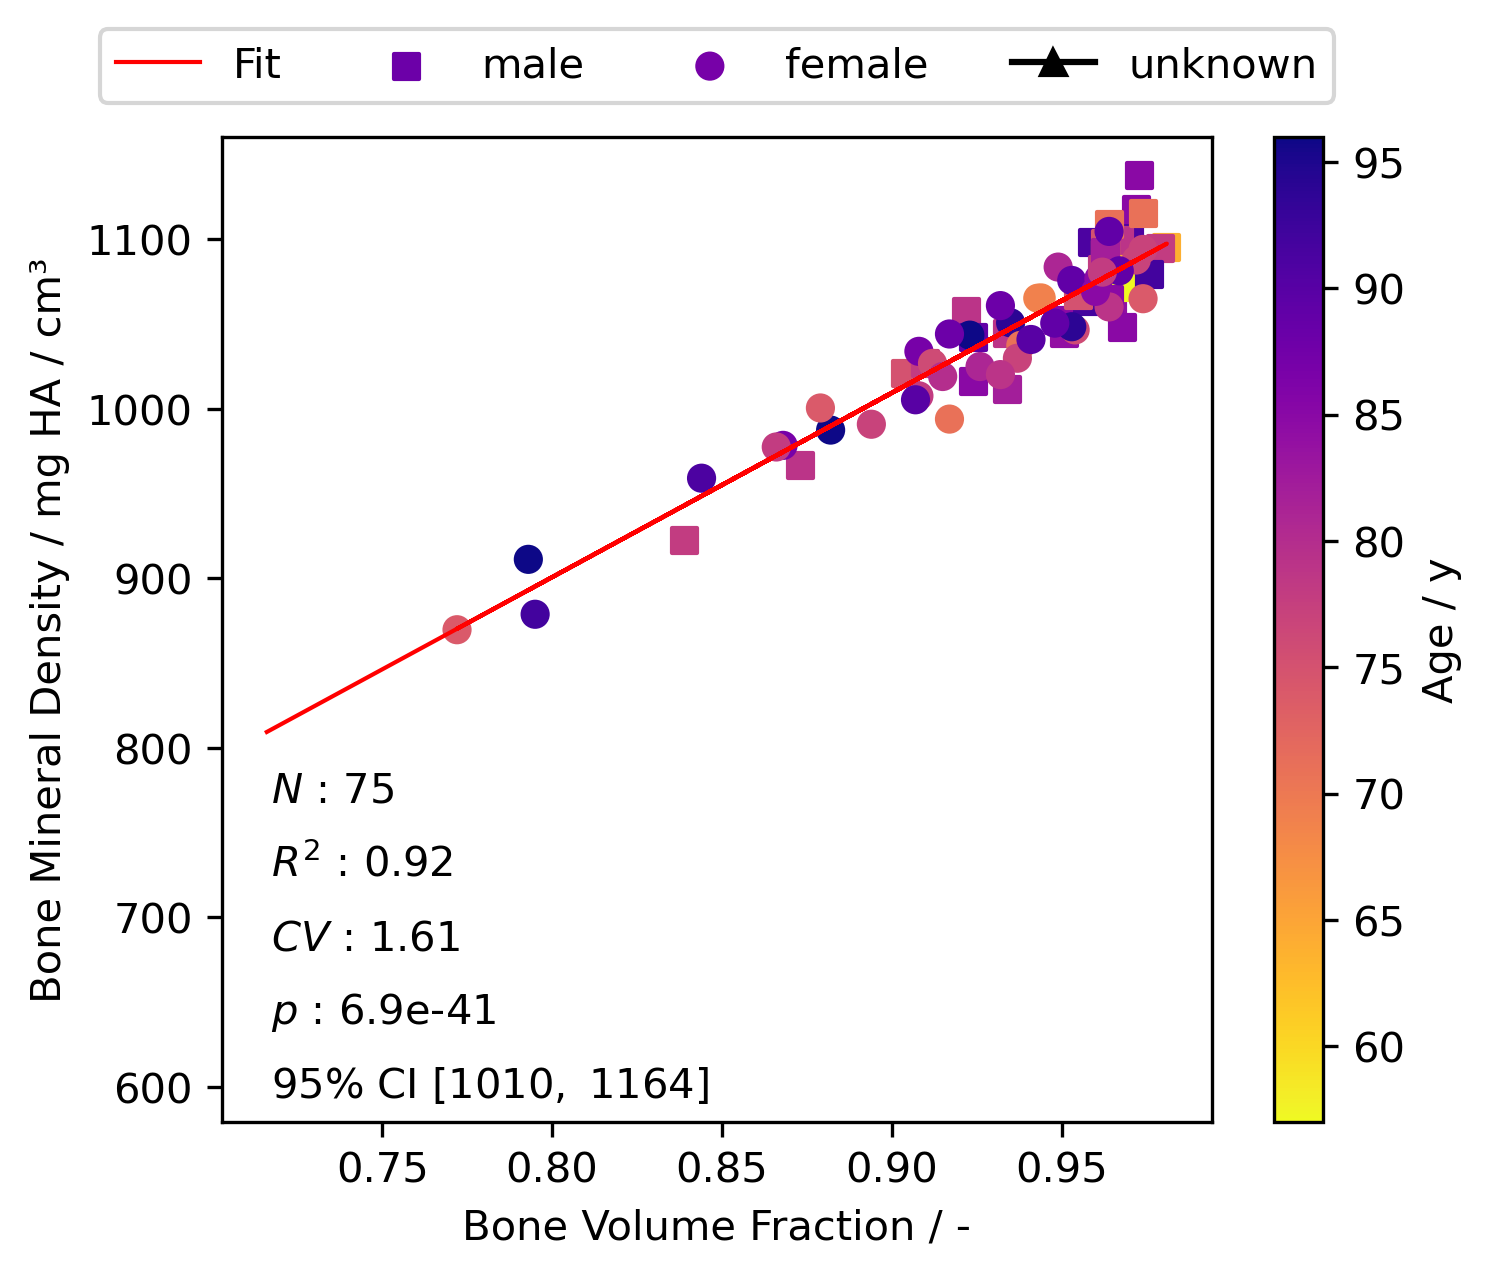 Fit male female unknown
1100
1000
900
800
700
600
Bone Mineral Density / mg HA / cm³
N : 75
R² : 0.92
CV : 1.61
p : 6.9e-41
95% CI [1010, 1164]
0.75 0.80 0.85 0.90 0.95
Bone Volume Fraction / -
95
90
85
80
75
70
65
60
Age / y